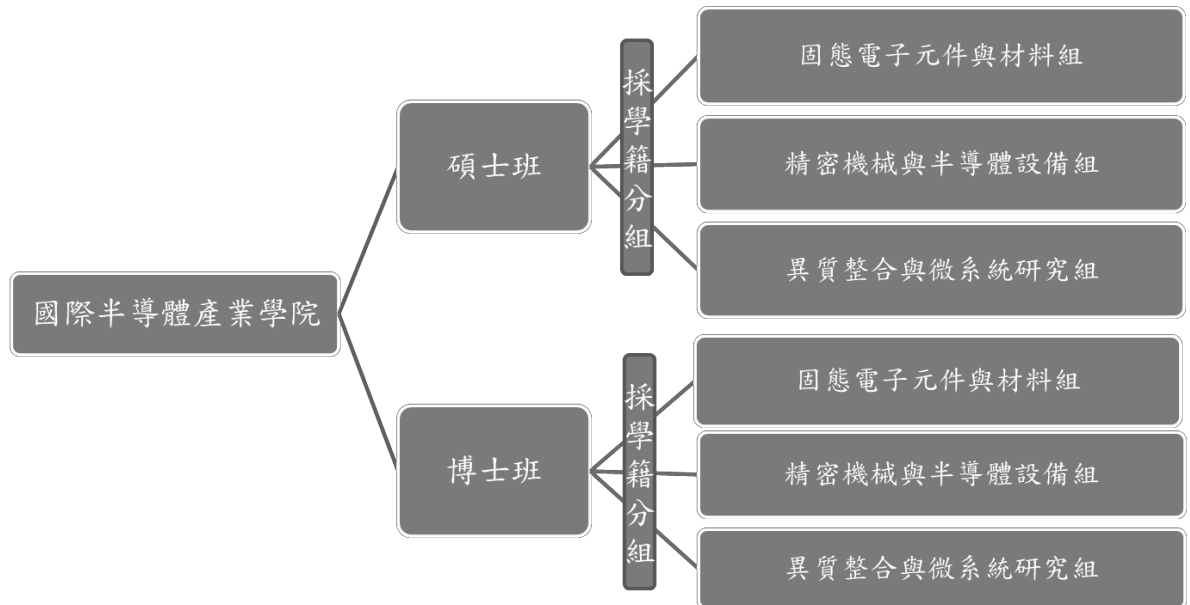 國際半導體產業學院
碩士班
採學籍分組
固態電子元件與材料組
精密機械與半導體設備組
異質整合與微系統研究組
博士班
採學籍分組
固態電子元件與材料組
精密機械與半導體設備組
異質整合與微系統研究組